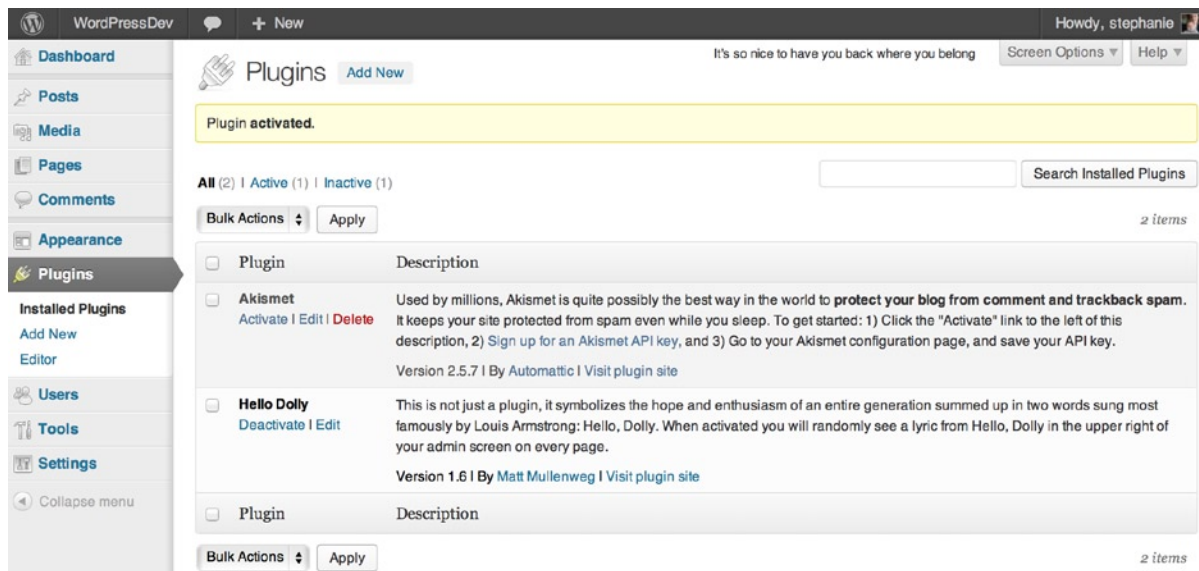 WordPressDev + New Howdy, stephanie
Dashboard
Posts
Media
Pages
Comments
Appearance
Plugins
Installed Plugins
Add New
Editor
Users
Tools
Settings
Collapse menu
It's so nice to have you back where you belong
Screen Options
Help
Plugins Add New
Plugin activated.
All (2) | Active (1) | Inactive (1)
Search Installed Plugins
Bulk Actions Apply
2 items
Plugin Description
Akismet
Activate | Edit | Delete
Used by millions, Akismet is quite possibly the best way in the world to protect your blog from comment and trackback spam.
It keeps your site protected from spam even while you sleep. To get started: 1) Click the "Activate" link to the left of this
description, 2) Sign up for an Akismet API key, and 3) Go to your Akismet configuration page, and save your API key.
Version 2.5.7 | By Automattic | Visit plugin site
Hello Dolly
Deactivate | Edit
This is not just a plugin, it symbolizes the hope and enthusiasm of an entire generation summed up in two words sung most
famously by Louis Armstrong: Hello, Dolly. When activated you will randomly see a lyric from Hello, Dolly in the upper right of
your admin screen on every page.
Version 1.6 | By Matt Mullenweg | Visit plugin site
Plugin Description
Bulk Actions Apply
2 items